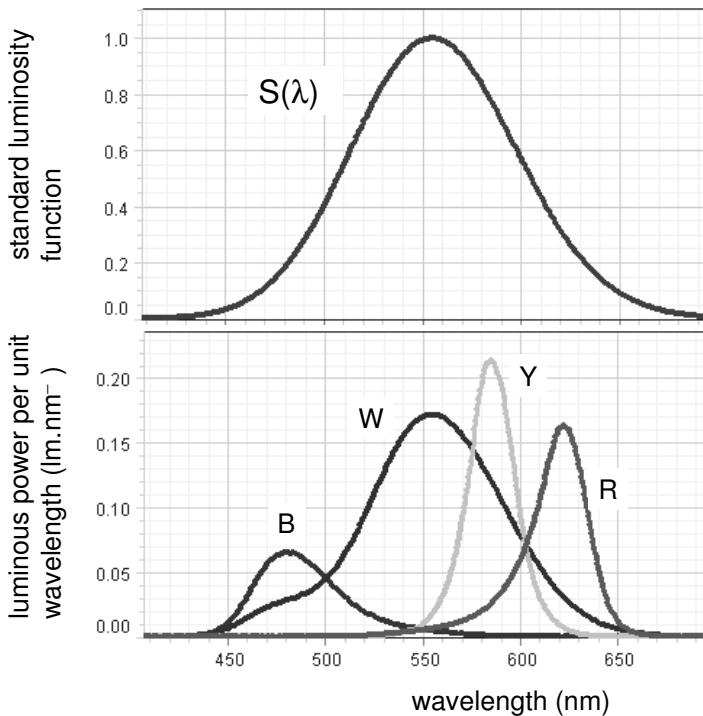 standard luminosity
function
1.0
0.8
0.6
0.4
0.2
0.0
S(λ)
luminous power per unit
wavelength (lm.nm⁻ )
0.20
0.15
0.10
0.05
0.00
B
W
Y
R
450
500
550
600
650
wavelength (nm)